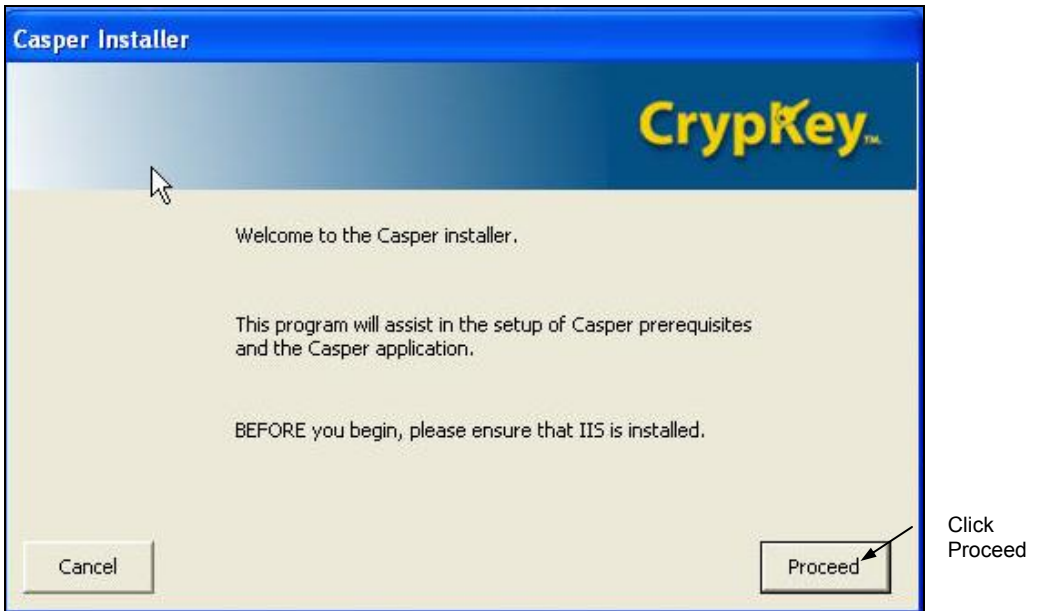 Casper Installer
CrypKey™
Welcome to the Casper installer.
This program will assist in the setup of Casper prerequisites
and the Casper application.
BEFORE you begin, please ensure that IIS is installed.
Cancel
Proceed
Click
Proceed